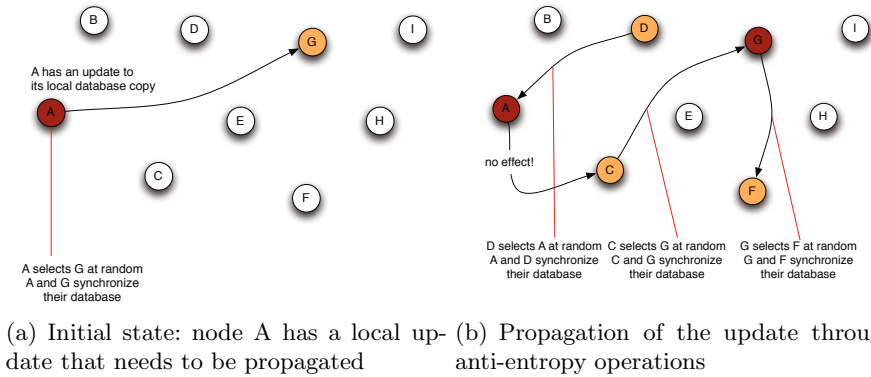 B
D
G
I
A has an update to
its local database copy
A
E
H
C
F
A selects G at random
A and G synchronize
their database
(a) Initial state: node A has a local up-
date that needs to be propagated
B
D
G
I
A
E
H
no effect!
C
F
D selects A at random
A and D synchronize
their database
C selects G at random
C and G synchronize
their database
G selects F at random
G and F synchronize
their database
(b) Propagation of the update throu
anti-entropy operations